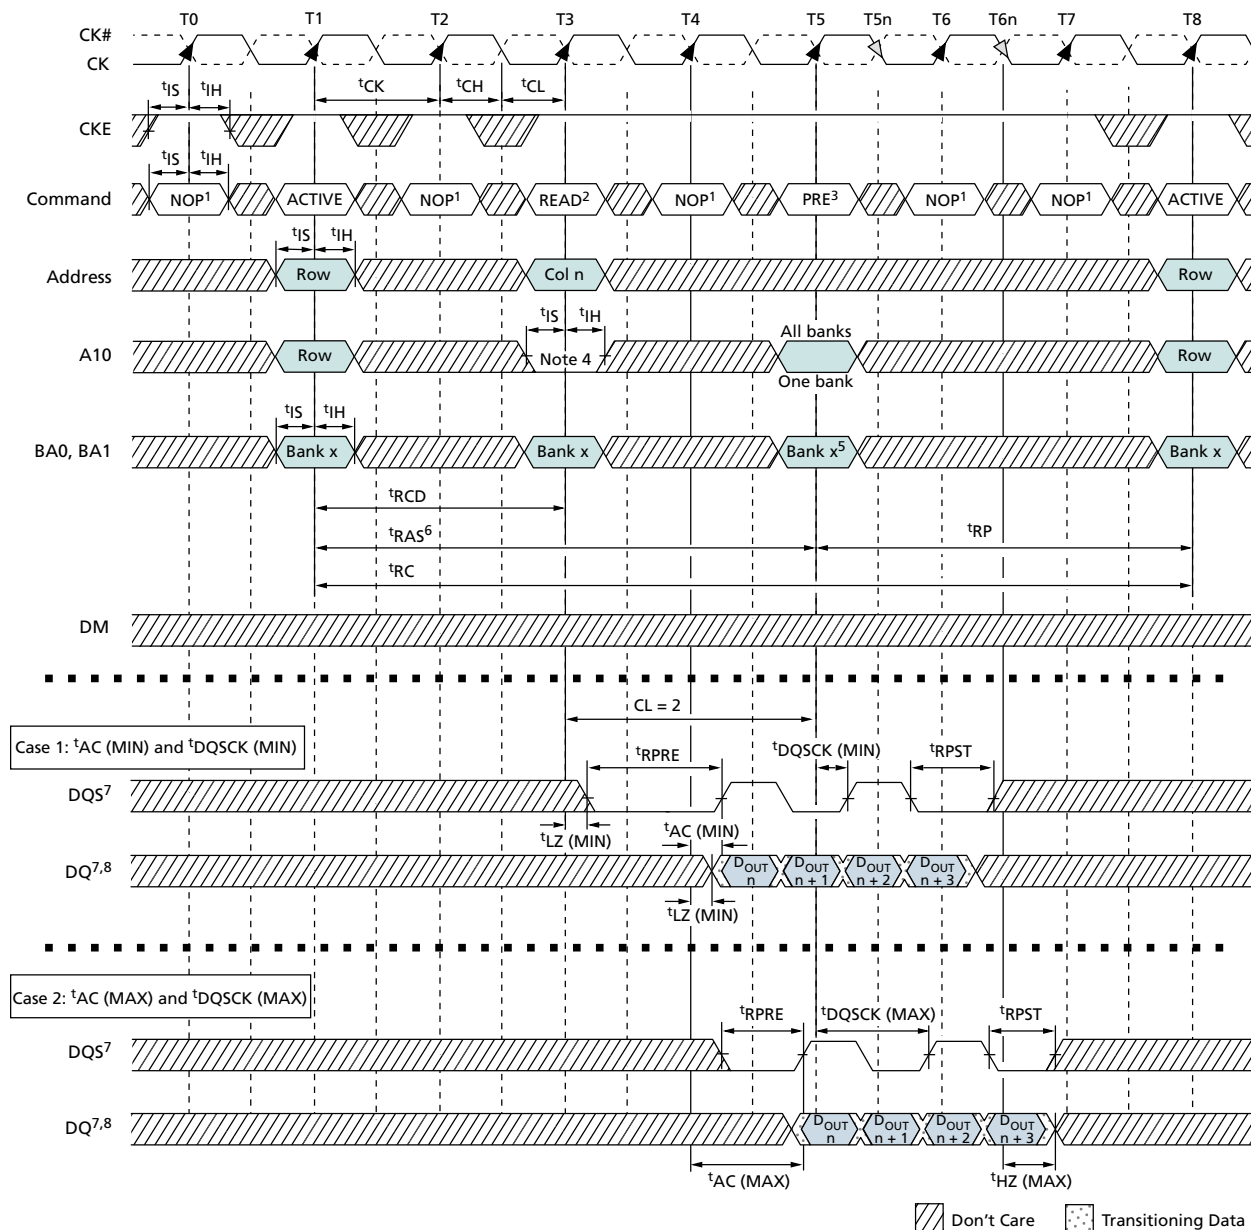 T0 T1 T2 T3 T4 T5 T5n T6 T6n T7 T8
CK#
CK
tIS tIH tCK tCH tCL
CKE
tIS tIH
Command NOP1 ACTIVE NOP1 READ2 NOP1 PRE3 NOP1 NOP1 ACTIVE
tIS tIH
Address Row Col n Row
tIS tIH All banks
A10 Row Note 4 Row
One bank
tIS tIH
BA0, BA1 Bank x Bank x Bank x5 Bank x
tRCD
tRAS6 tRP
tRC
DM
CL = 2
Case 1: tAC (MIN) and tDQSCK (MIN)
tRPRE tDQSCK (MIN) tRPST
DQS7
tLZ (MIN) tAC (MIN)
DQ7,8 DOUT n DOUT n + 1 DOUT n + 2 DOUT n + 3
tLZ (MIN)
Case 2: tAC (MAX) and tDQSCK (MAX)
tRPRE tDQSCK (MAX) tRPST
DQS7
DQ7,8 DOUT n DOUT n + 1 DOUT n + 2 DOUT n + 3
tAC (MAX) tHZ (MAX)
Don't Care Transitioning Data